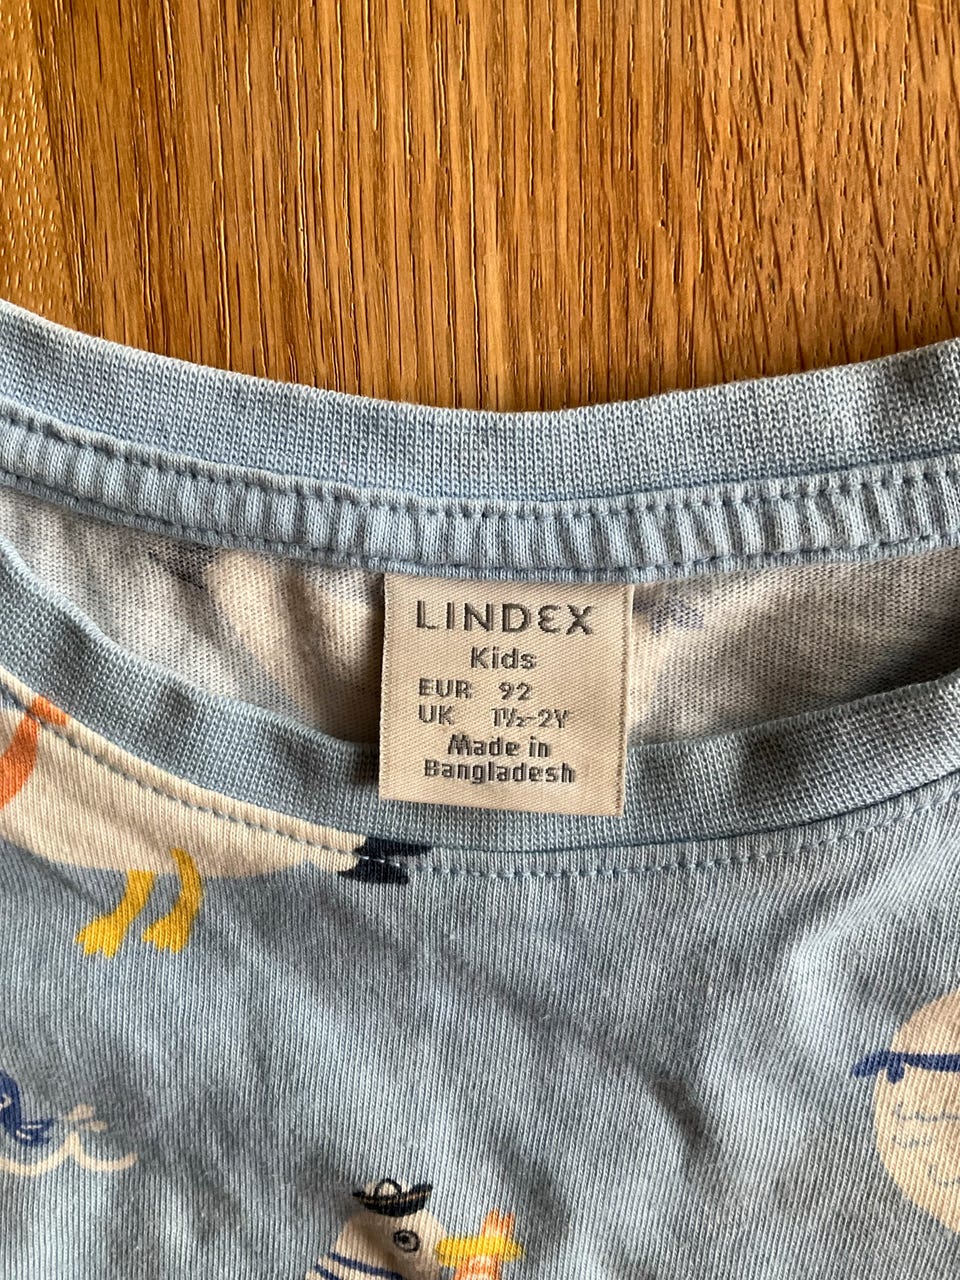 LINDEX
Kids
EUR 92
UK 1½-2Y
Made in
Bangladesh